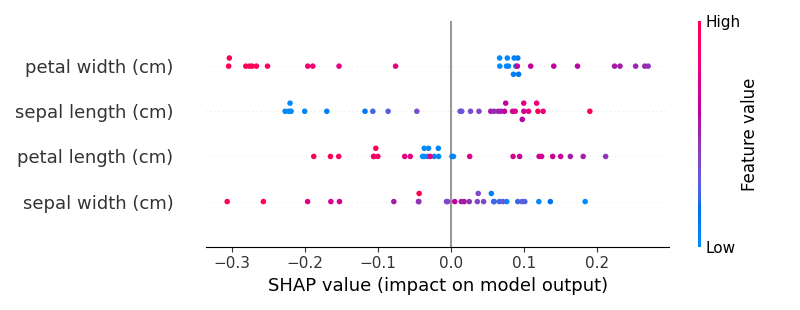 High
petal width (cm)
sepal length (cm)
petal length (cm)
sepal width (cm)
Feature value
Low
−0.3 −0.2 −0.1 0.0 0.1 0.2
SHAP value (impact on model output)